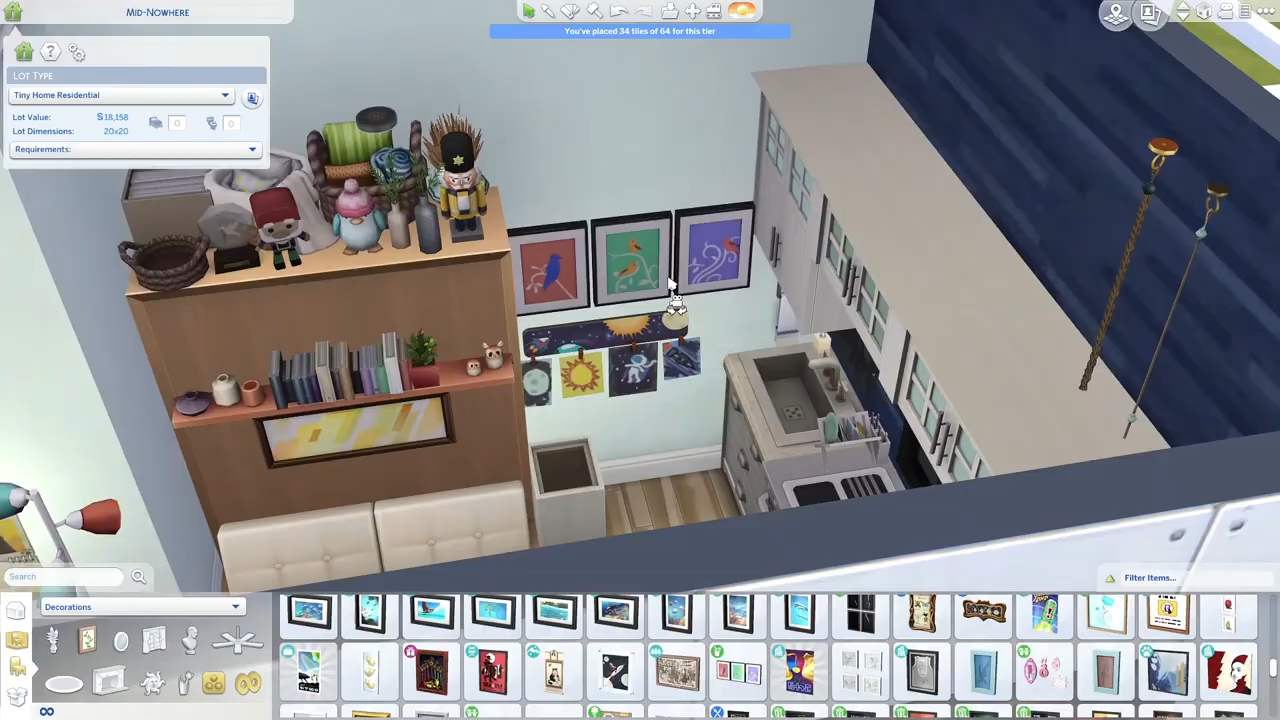 Mid-Nowhere
You've placed 34 tiles of 64 for this tier
Lot Type
Tiny Home Residential
Lot Value: §18,158
0 0
Lot Dimensions: 20x20
Requirements:
Search
Filter Items...
Decorations